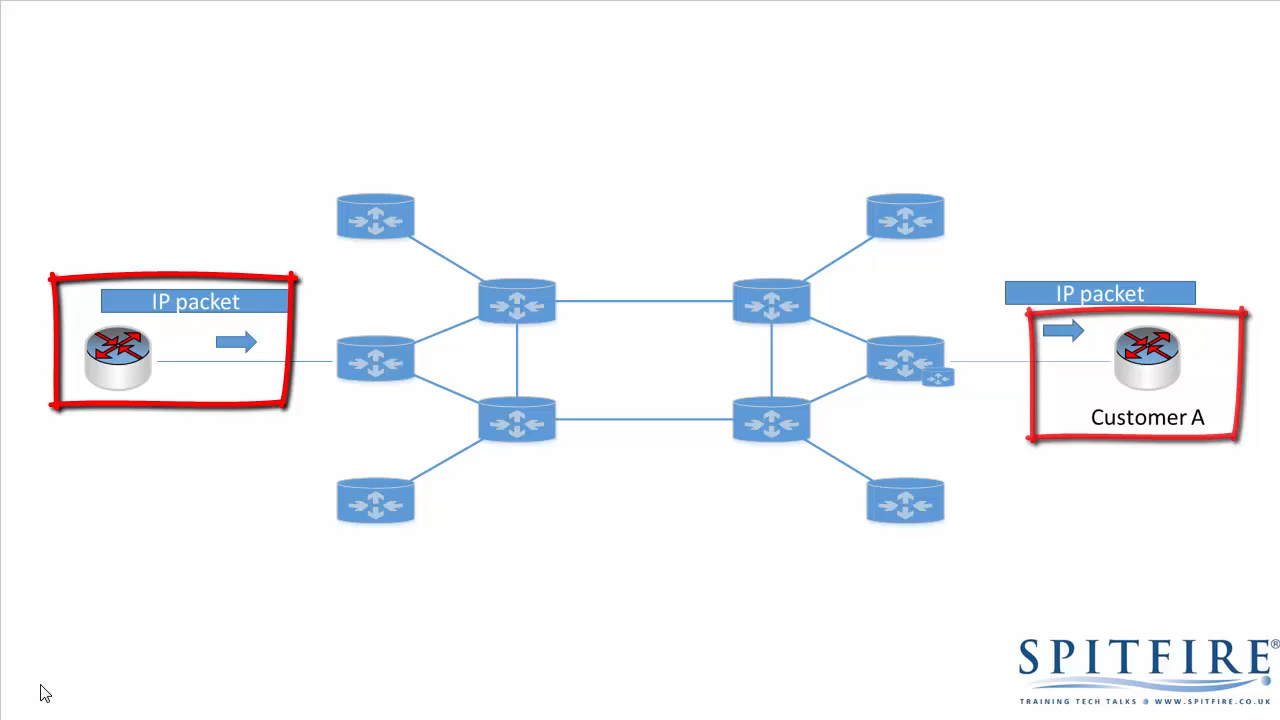 IP packet
IP packet
Customer A
SPITFIRE®
TRAINING TECH TALKS WWW.SPITFIRE.CO.UK